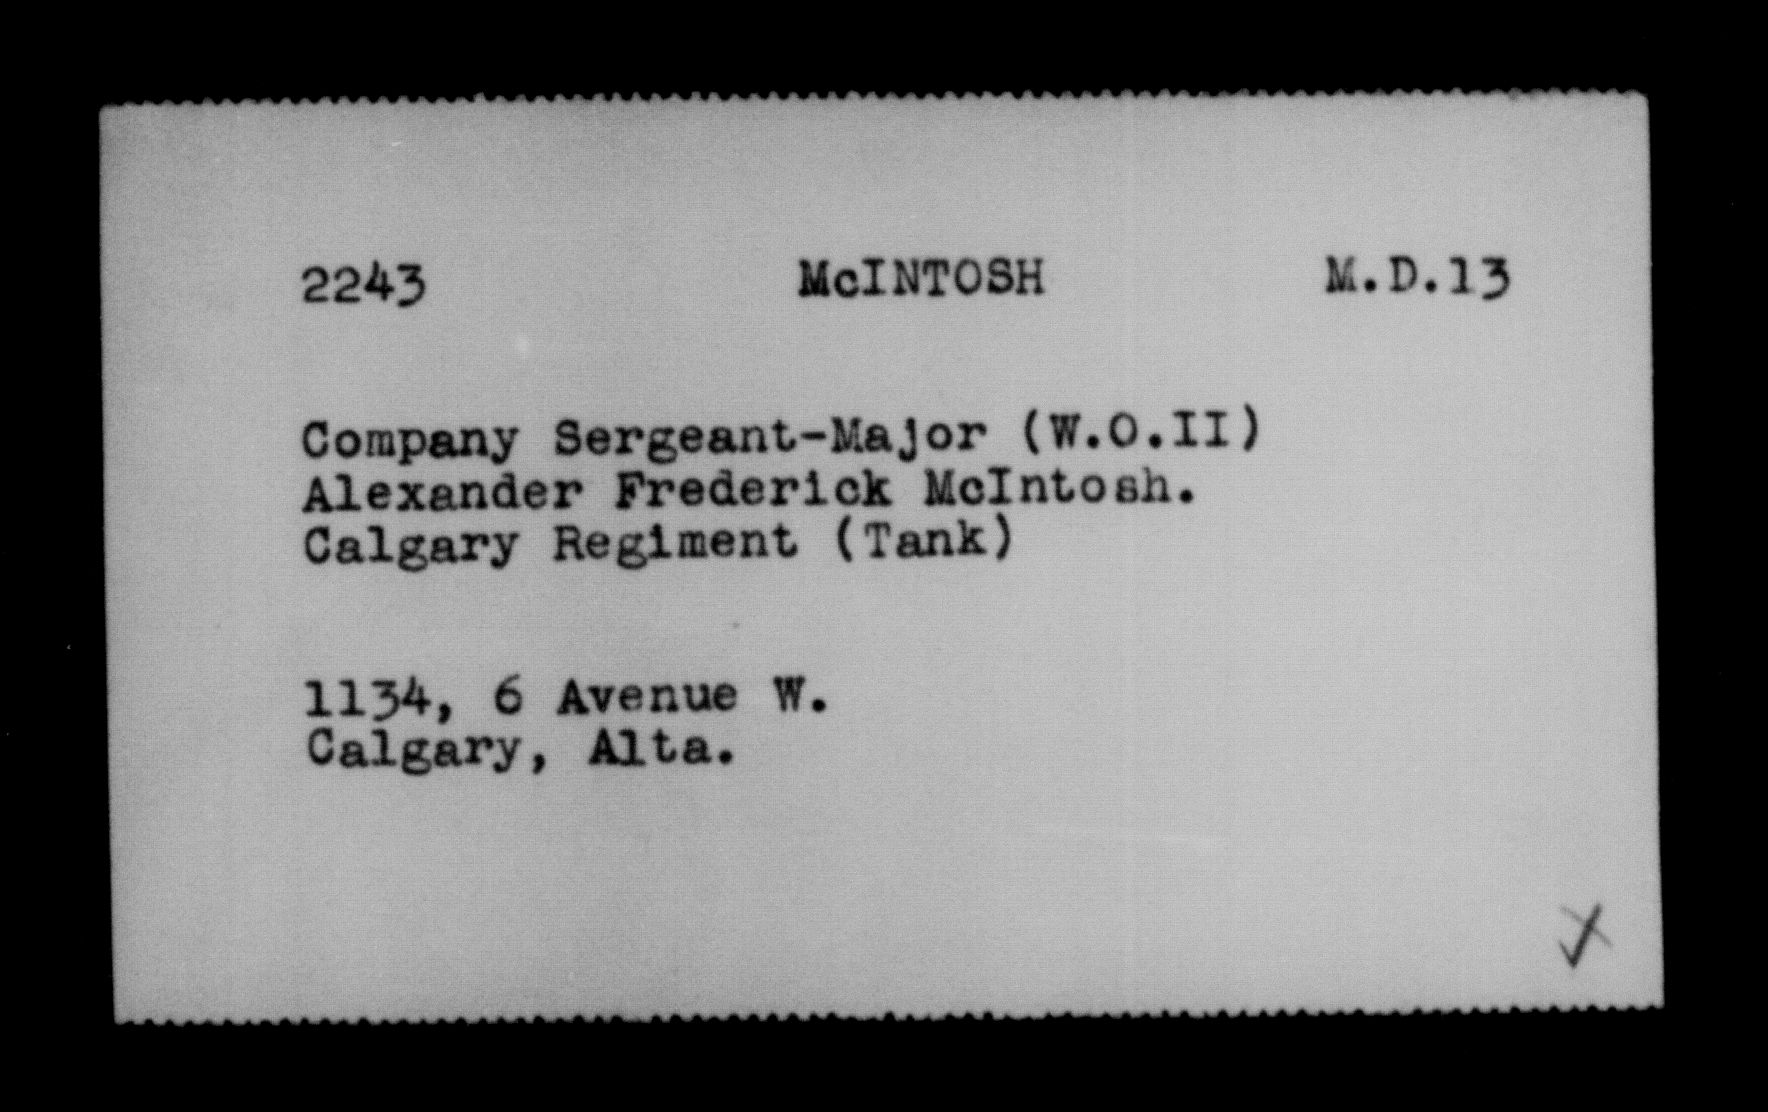 2243 McINTOSH M.D.13
Company Sergeant-Major (W.O.II)
Alexander Frederick McIntosh.
Calgary Regiment (Tank)
1134, 6 Avenue W.
Calgary, Alta.